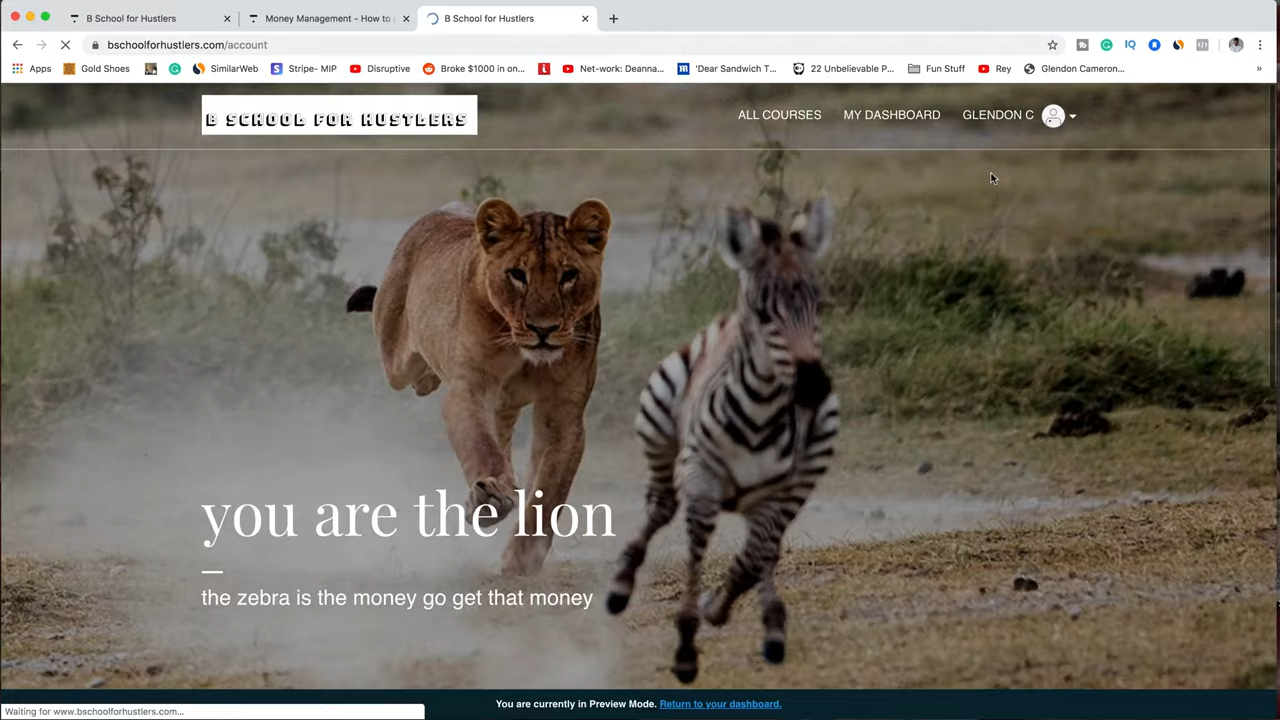 B School for Hustlers
Money Management - How to
B School for Hustlers
bschoolforhustlers.com/account
Apps
Gold Shoes
SimilarWeb
Stripe- MIP
Disruptive
Broke $1000 in on...
Net-work: Deanna...
'Dear Sandwich T...
22 Unbelievable P...
Fun Stuff
Rey
Glendon Cameron...
»
B SCHOOL FOR HUSTLERS
ALL COURSES
MY DASHBOARD
GLENDON C
you are the lion
the zebra is the money go get that money
You are currently in Preview Mode. Return to your dashboard.
Waiting for www.bschoolforhustlers.com...